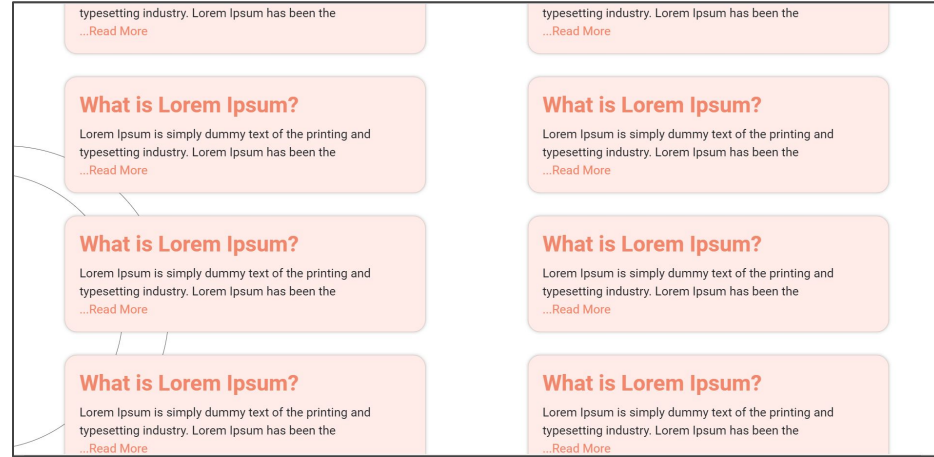 typesetting industry. Lorem Ipsum has been the
...Read More
What is Lorem Ipsum?
Lorem Ipsum is simply dummy text of the printing and
typesetting industry. Lorem Ipsum has been the
...Read More
What is Lorem Ipsum?
Lorem Ipsum is simply dummy text of the printing and
typesetting industry. Lorem Ipsum has been the
...Read More
What is Lorem Ipsum?
Lorem Ipsum is simply dummy text of the printing and
typesetting industry. Lorem Ipsum has been the
...Read More
typesetting industry. Lorem Ipsum has been the
...Read More
What is Lorem Ipsum?
Lorem Ipsum is simply dummy text of the printing and
typesetting industry. Lorem Ipsum has been the
...Read More
What is Lorem Ipsum?
Lorem Ipsum is simply dummy text of the printing and
typesetting industry. Lorem Ipsum has been the
...Read More
What is Lorem Ipsum?
Lorem Ipsum is simply dummy text of the printing and
typesetting industry. Lorem Ipsum has been the
...Read More